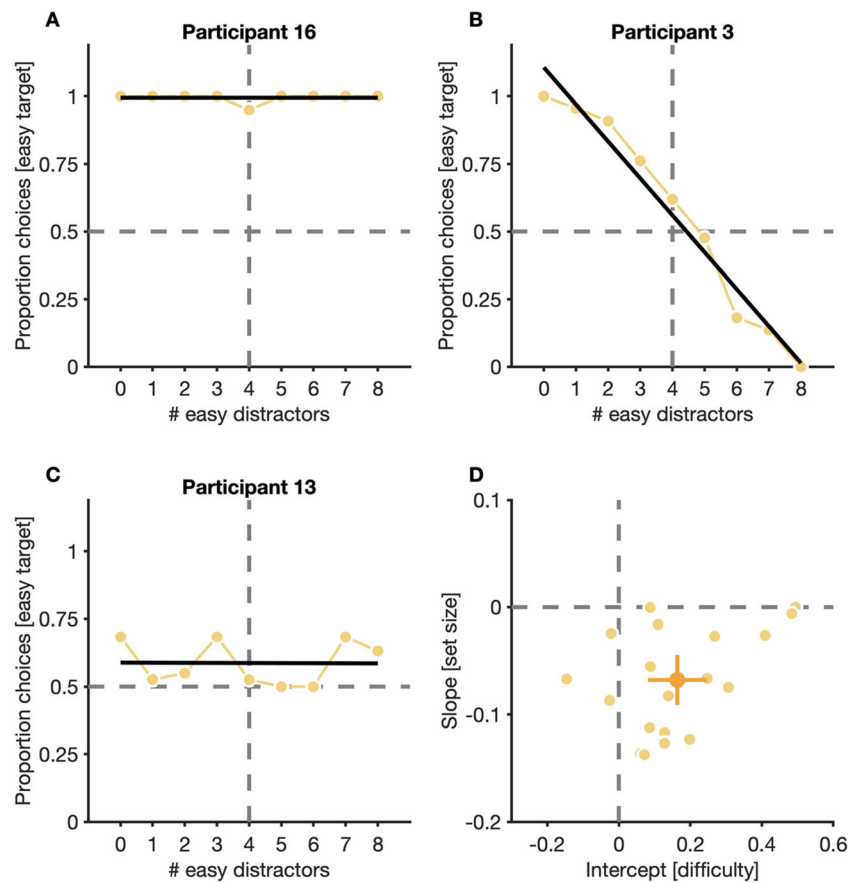 A
Participant 16
Proportion choices [easy target]
1
0.75
0.5
0.25
0
0 1 2 3 4 5 6 7 8
# easy distractors
B
Participant 3
Proportion choices [easy target]
1
0.75
0.5
0.25
0
0 1 2 3 4 5 6 7 8
# easy distractors
C
Participant 13
Proportion choices [easy target]
1
0.75
0.5
0.25
0
0 1 2 3 4 5 6 7 8
# easy distractors
D
Slope [set size]
0.1
0
-0.1
-0.2
-0.2 0 0.2 0.4 0.6
Intercept [difficulty]